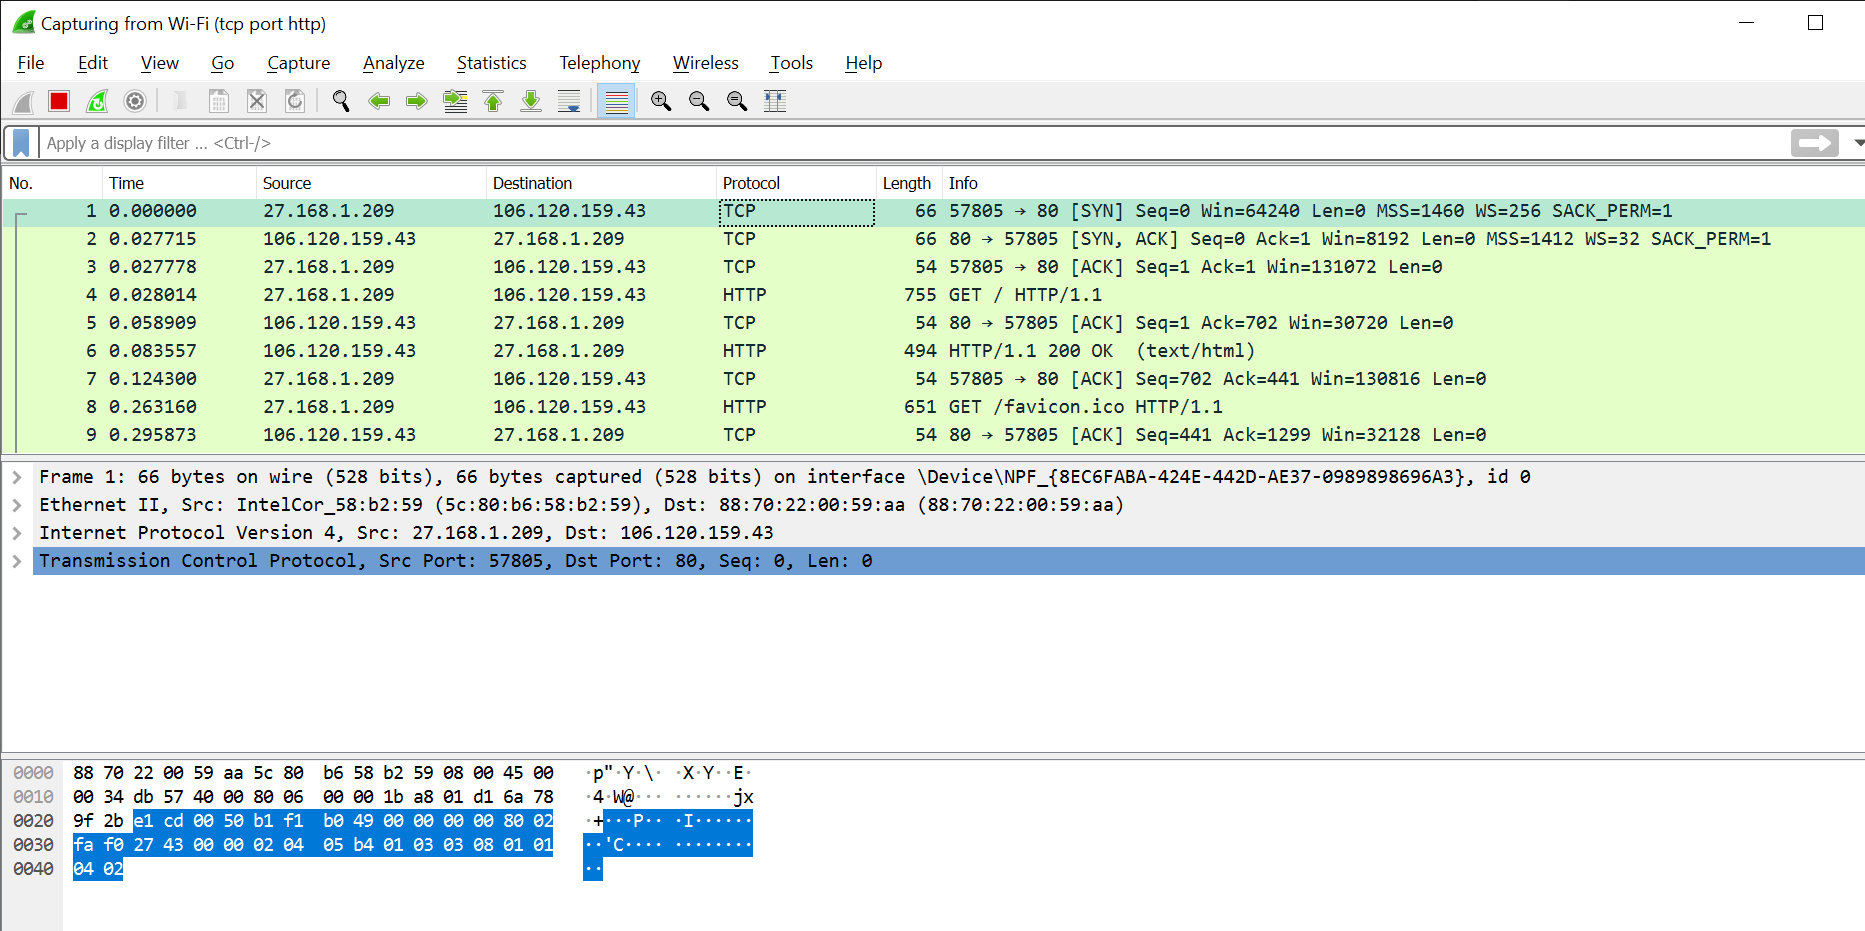 Capturing from Wi-Fi (tcp port http)
File Edit View Go Capture Analyze Statistics Telephony Wireless Tools Help
Apply a display filter ... <Ctrl-/>
No. Time Source Destination Protocol Length Info
1 0.000000 27.168.1.209 106.120.159.43 TCP 66 57805 → 80 [SYN] Seq=0 Win=64240 Len=0 MSS=1460 WS=256 SACK_PERM=1
2 0.027715 106.120.159.43 27.168.1.209 TCP 66 80 → 57805 [SYN, ACK] Seq=0 Ack=1 Win=8192 Len=0 MSS=1412 WS=32 SACK_PERM=1
3 0.027778 27.168.1.209 106.120.159.43 TCP 54 57805 → 80 [ACK] Seq=1 Ack=1 Win=131072 Len=0
4 0.028014 27.168.1.209 106.120.159.43 HTTP 755 GET / HTTP/1.1
5 0.058909 106.120.159.43 27.168.1.209 TCP 54 80 → 57805 [ACK] Seq=1 Ack=702 Win=30720 Len=0
6 0.083557 106.120.159.43 27.168.1.209 HTTP 494 HTTP/1.1 200 OK  (text/html)
7 0.124300 27.168.1.209 106.120.159.43 TCP 54 57805 → 80 [ACK] Seq=702 Ack=441 Win=130816 Len=0
8 0.263160 27.168.1.209 106.120.159.43 HTTP 651 GET /favicon.ico HTTP/1.1
9 0.295873 106.120.159.43 27.168.1.209 TCP 54 80 → 57805 [ACK] Seq=441 Ack=1299 Win=32128 Len=0
Frame 1: 66 bytes on wire (528 bits), 66 bytes captured (528 bits) on interface \Device\NPF_{8EC6FABA-424E-442D-AE37-0989898696A3}, id 0
Ethernet II, Src: IntelCor_58:b2:59 (5c:80:b6:58:b2:59), Dst: 88:70:22:00:59:aa (88:70:22:00:59:aa)
Internet Protocol Version 4, Src: 27.168.1.209, Dst: 106.120.159.43
Transmission Control Protocol, Src Port: 57805, Dst Port: 80, Seq: 0, Len: 0
0000 88 70 22 00 59 aa 5c 80 b6 58 b2 59 08 00 45 00 ·p"·Y·\· ·X·Y··E·
0010 00 34 db 57 40 00 80 06 00 00 1b a8 01 d1 6a 78 ·4·W@··· ······jx
0020 9f 2b e1 cd 00 50 b1 f1 b0 49 00 00 00 00 80 02 ·+···P·· ·I······
0030 fa f0 27 43 00 00 02 04 05 b4 01 03 03 08 01 01 ··'C···· ········
0040 04 02 ··